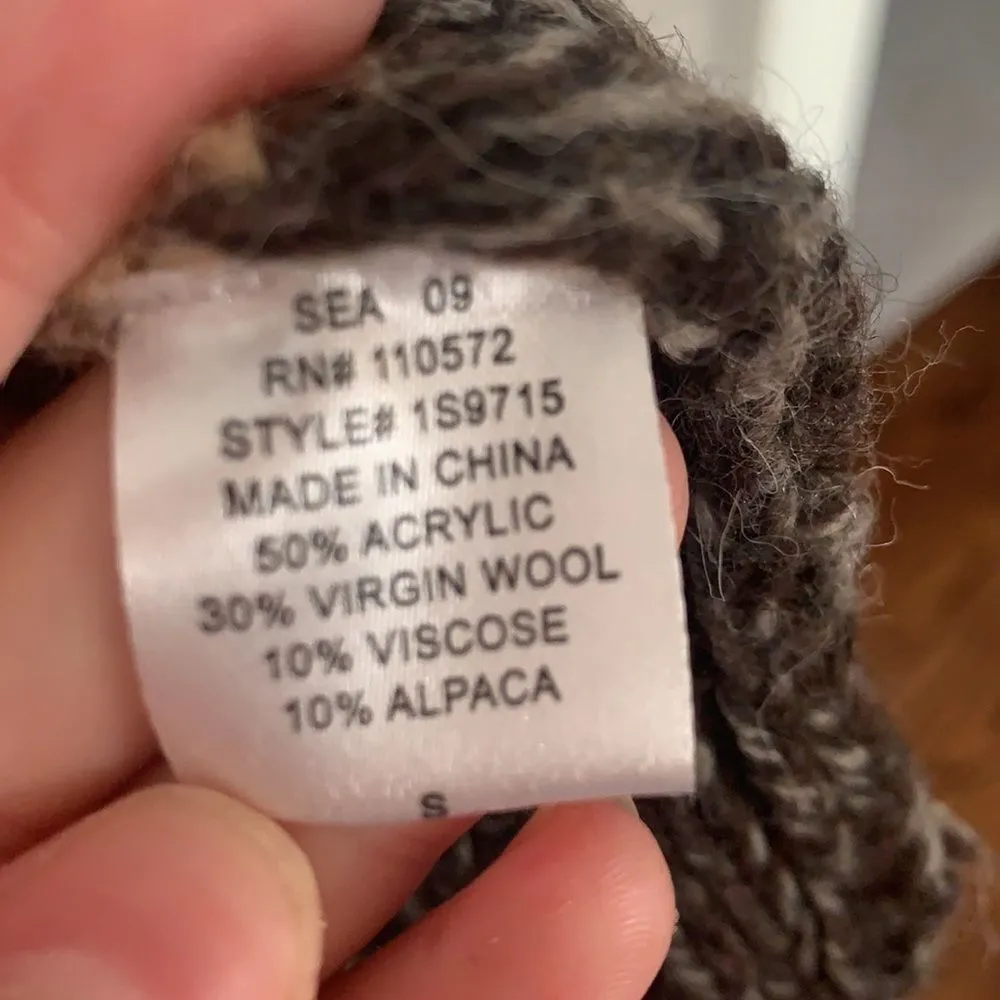 SEA 09
RN# 110572
STYLE# 1S9715
MADE IN CHINA
50% ACRYLIC
30% VIRGIN WOOL
10% VISCOSE
10% ALPACA
S